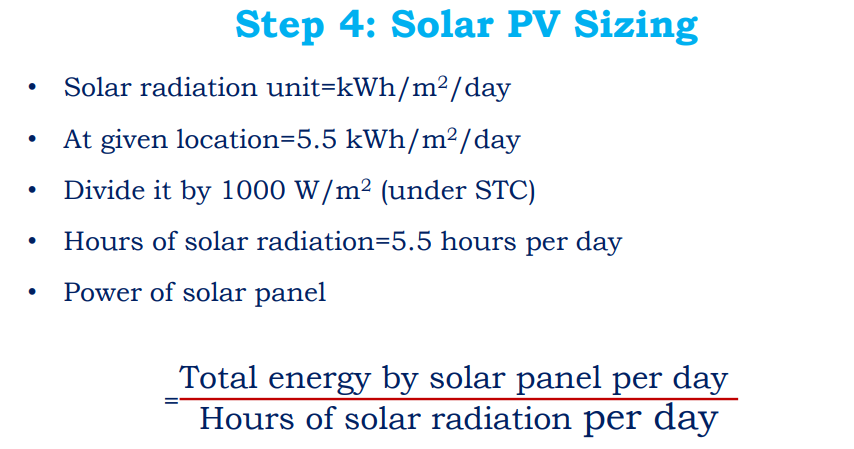 Step 4: Solar PV Sizing
• Solar radiation unit=kWh/m²/day
• At given location=5.5 kWh/m²/day
• Divide it by 1000 W/m² (under STC)
• Hours of solar radiation=5.5 hours per day
• Power of solar panel
Total energy by solar panel per day
=
Hours of solar radiation per day